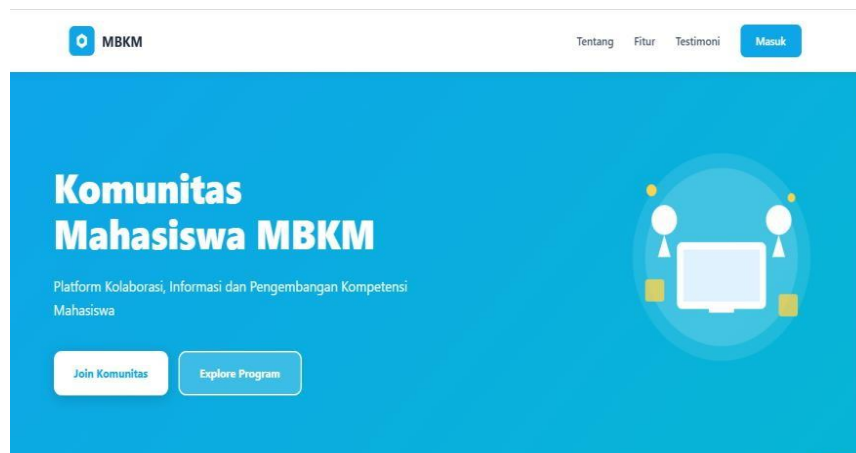 MBKM
Tentang Fitur Testimoni Masuk
Komunitas
Mahasiswa MBKM
Platform Kolaborasi, Informasi dan Pengembangan Kompetensi
Mahasiswa
Join Komunitas Explore Program